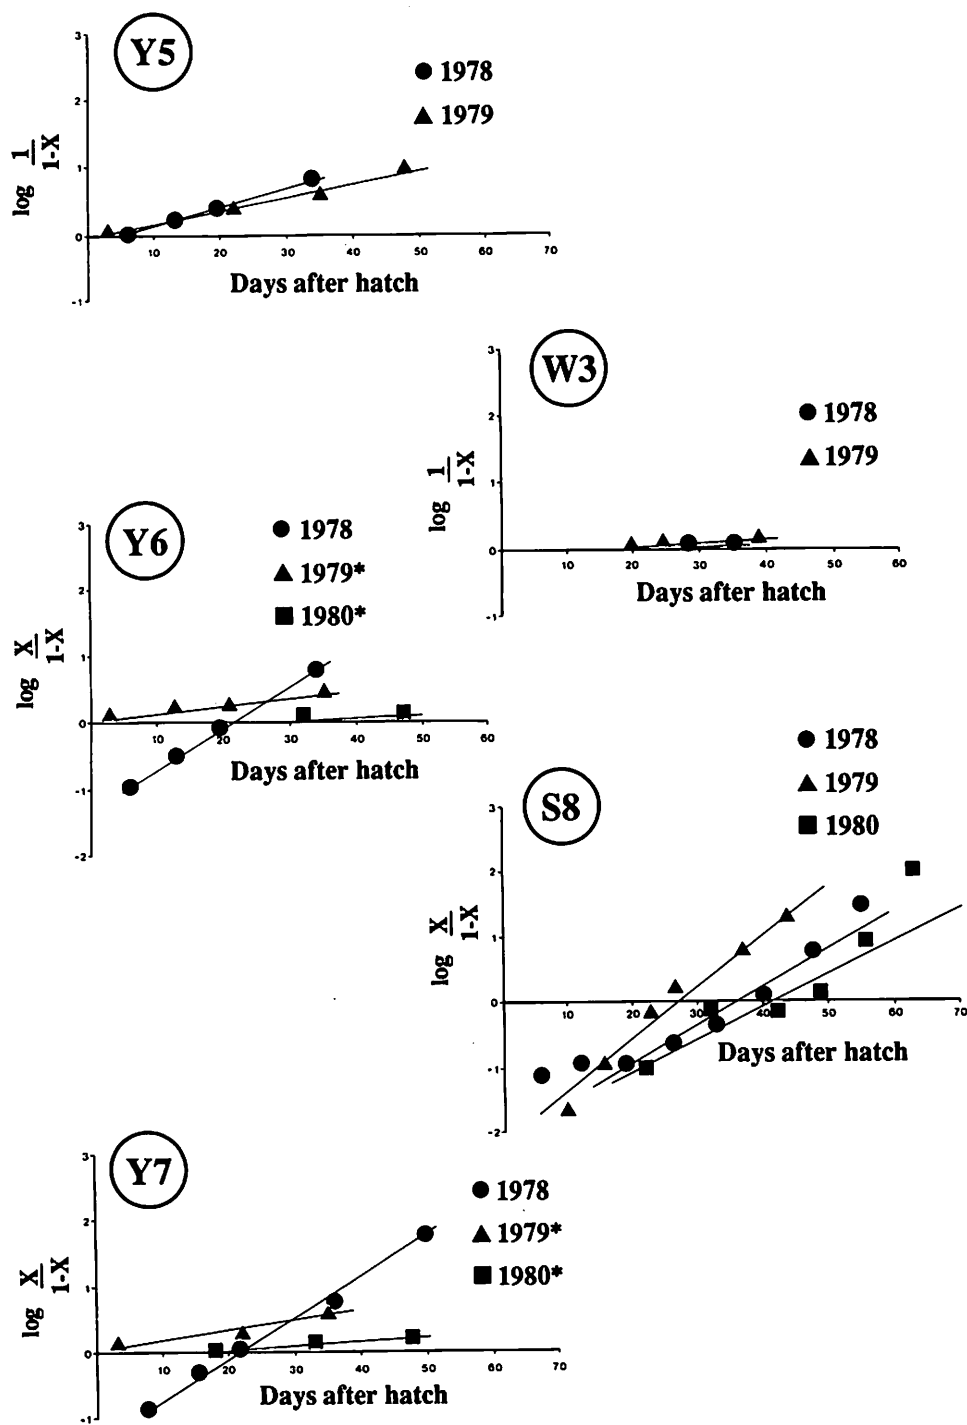 Y5
1978
1979
3
2
1
0
-1
log 1/1-X
10 20 30 40 50 60 70
Days after hatch
W3
1978
1979
3
2
1
0
-1
log 1/1-X
10 20 30 40 50 60
Days after hatch
Y6
1978
1979*
1980*
3
2
1
0
-1
-2
log X/1-X
10 20 30 40 50 60
Days after hatch
S8
1978
1979
1980
3
2
1
0
-1
-2
log X/1-X
10 20 30 40 50 60 70
Days after hatch
Y7
1978
1979*
1980*
3
2
1
0
-1
log X/1-X
10 20 30 40 50 60 70
Days after hatch